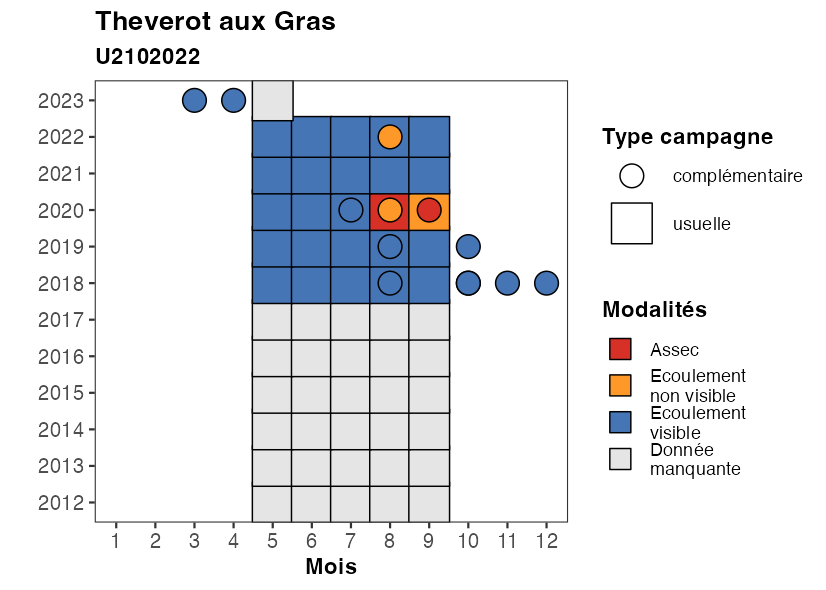 Theverot aux Gras
U2102022
2023
2022
2021
2020
2019
2018
2017
2016
2015
2014
2013
2012
1 2 3 4 5 6 7 8 9 10 11 12
Mois
Type campagne
complémentaire
usuelle
Modalités
Assec
Ecoulement
non visible
Ecoulement
visible
Donnée
manquante